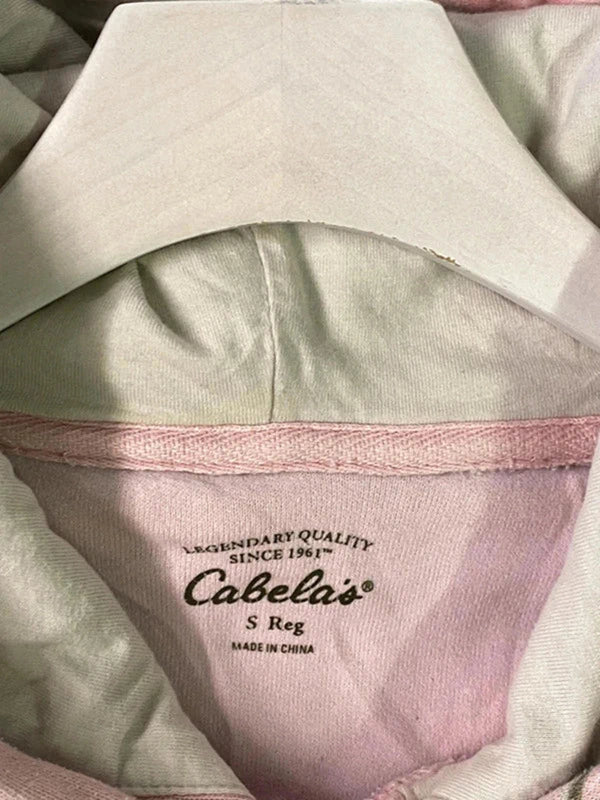 LEGENDARY QUALITY
SINCE 1961™
Cabela's®
S Reg
MADE IN CHINA